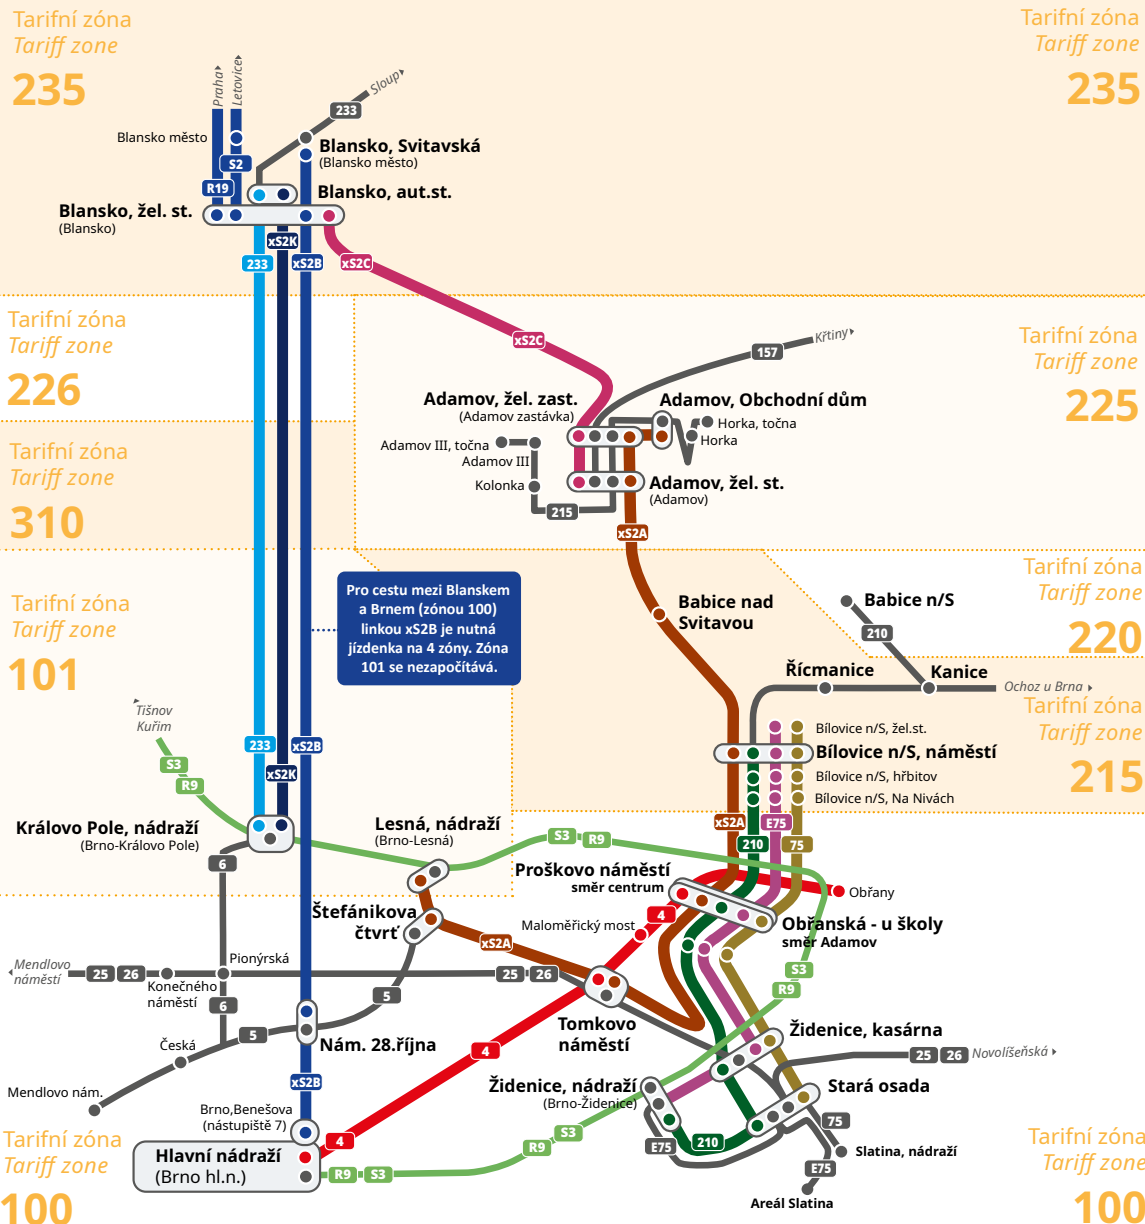 Tarifní zóna
Tariff zone
235
Tarifní zóna
Tariff zone
235
Praha
Letovice
Sloup
233
Blansko město
S2
R19
Blansko, Svitavská
(Blansko město)
Blansko, aut.st.
Blansko, žel. st.
(Blansko)
xS2K
233
xS2B
xS2C
Tarifní zóna
Tariff zone
226
xS2C
Tarifní zóna
Tariff zone
225
157
Křtiny
Adamov, žel. zast.
(Adamov zastávka)
Adamov, Obchodní dům
Horka, točna
Horka
Adamov III, točna
Adamov III
Kolonka
215
Adamov, žel. st.
(Adamov)
xS2A
Tarifní zóna
Tariff zone
310
Tarifní zóna
Tariff zone
220
Tarifní zóna
Tariff zone
101
Pro cestu mezi Blanskem
a Brnem (zónou 100)
linkou xS2B je nutná
jízdenka na 4 zóny. Zóna
101 se nezapočítává.
Babice nad
Svitavou
Babice n/S
210
Řícmanice
Kanice
Ochoz u Brna
Tarifní zóna
Tariff zone
215
Tišnov
Kuřim
S3
R9
233
xS2B
xS2K
Bílovice n/S, žel.st.
Bílovice n/S, náměstí
Bílovice n/S, hřbitov
Bílovice n/S, Na Nivách
xS2A
E75
210
75
Královo Pole, nádraží
(Brno-Královo Pole)
6
Lesná, nádraží
(Brno-Lesná)
S3
R9
Proškovo náměstí
směr centrum
Obřany
4
Maloměřický most
Obřanská - u školy
směr Adamov
Štefánikova
čtvrť
xS2A
S3
R9
Mendlovo
náměstí
25
26
Konečného
náměstí
Pionýrská
25
26
6
5
5
Česká
Nám. 28.října
Tomkovo
náměstí
4
Židenice, kasárna
25
26
Novolíšeňská
Mendlovo nám.
xS2B
Židenice, nádraží
(Brno-Židenice)
Stará osada
Brno,Benešova
(nástupiště 7)
4
Hlavní nádraží
(Brno hl.n.)
R9
S3
R9
S3
E75
210
75
Slatina, nádraží
E75
Areál Slatina
Tarifní zóna
Tariff zone
100
Tarifní zóna
Tariff zone
100